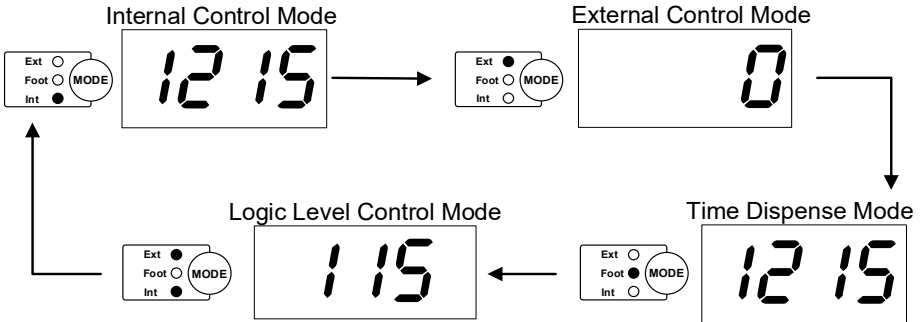 Internal Control Mode
External Control Mode
Ext
Foot
Int
MODE
1215
Ext
Foot
Int
MODE
0
Logic Level Control Mode
Time Dispense Mode
Ext
Foot
Int
MODE
115
Ext
Foot
Int
MODE
1215